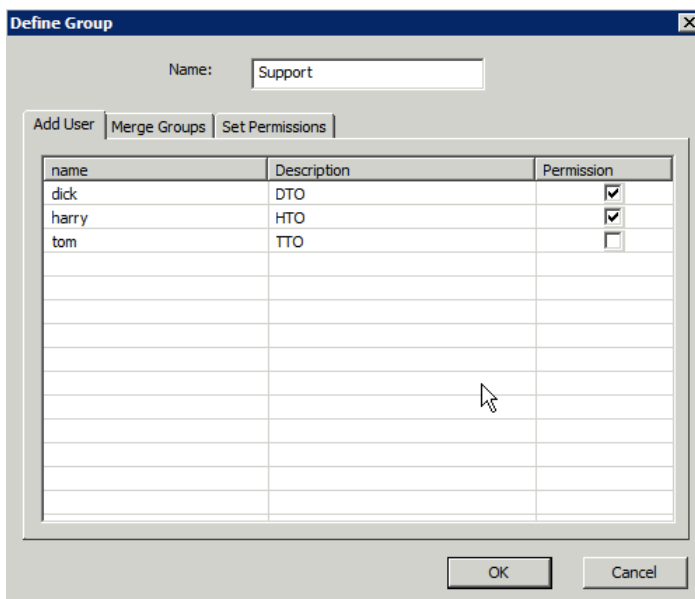 Define Group
Name: Support
Add User Merge Groups Set Permissions
name Description Permission
dick DTO
harry HTO
tom TTO
OK Cancel